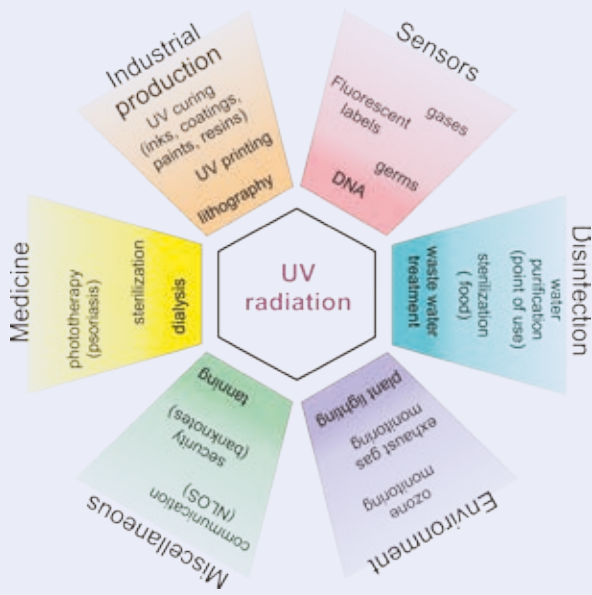 UV
radiation
Industrial
production
UV curing
(inks, coatings,
paints, resins)
UV printing
lithography
Sensors
Fluorescent
labels
gases
germs
DNA
Disinfection
water
purification
(point of use)
sterilization
( food)
waste water
treatment
Environment
plant lighting
exhaust gas
monitoring
ozone
monitoring
Miscellaneous
tanning
security
(banknotes)
communication
(NLOS)
Medicine
phototherapy
(psoriasis)
sterilization
dialysis